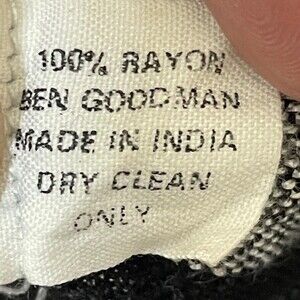 100% RAYON
BEN GOODMAN
MADE IN INDIA
DRY CLEAN
ONLY